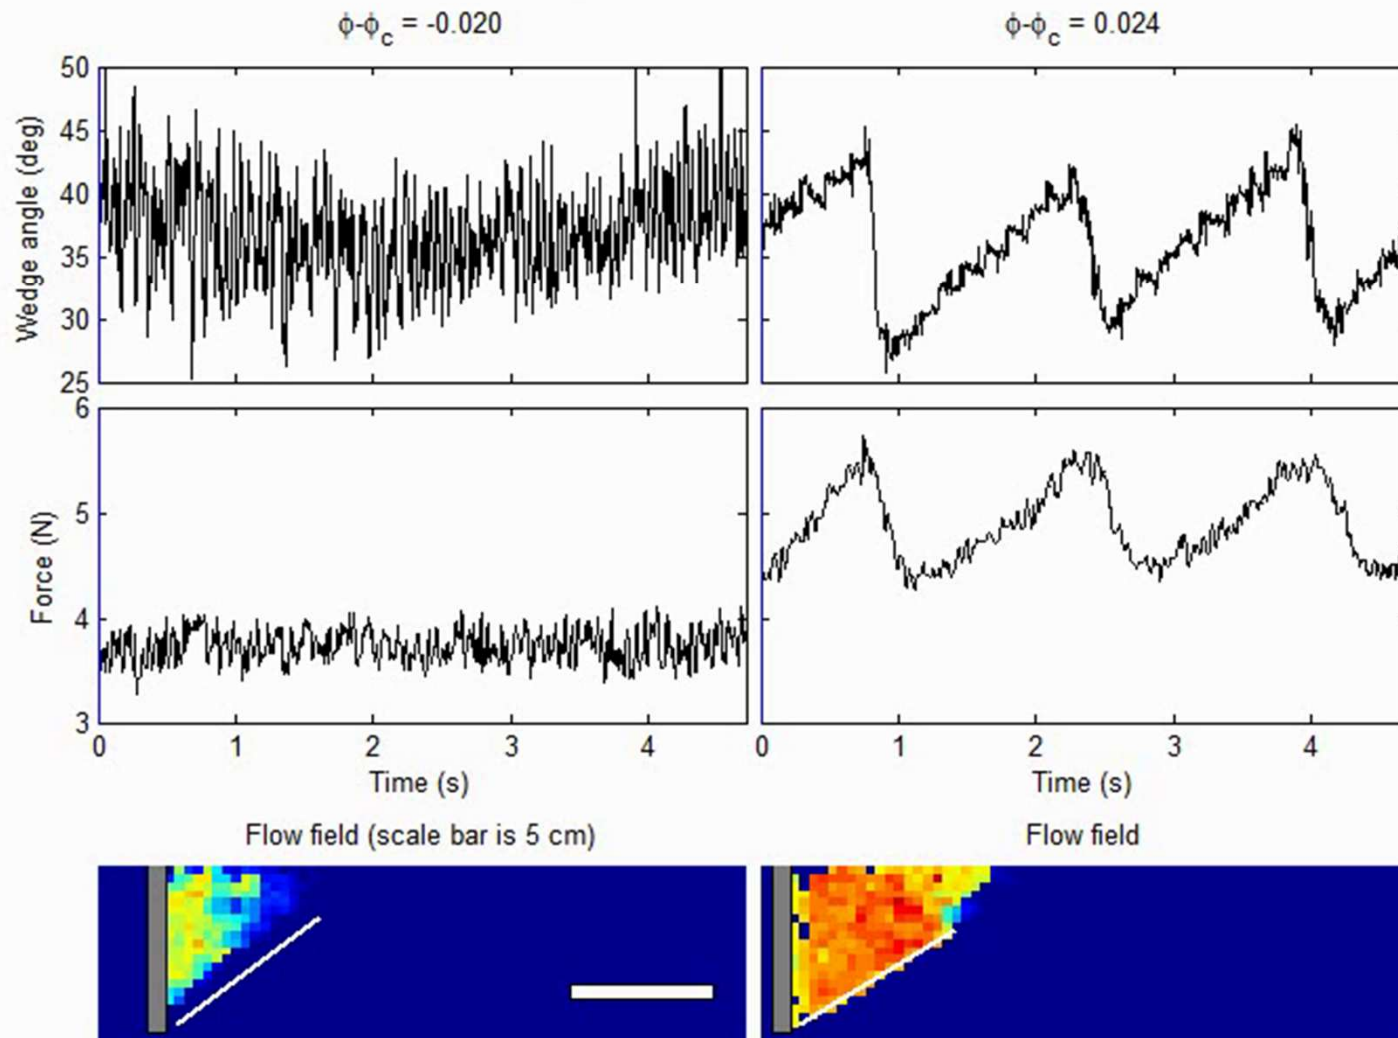 ϕ-ϕc = -0.020
ϕ-ϕc = 0.024
Wedge angle (deg)
50
45
40
35
30
25
Force (N)
6
5
4
3
0 1 2 3 4
0 1 2 3 4
Time (s)
Time (s)
Flow field (scale bar is 5 cm)
Flow field